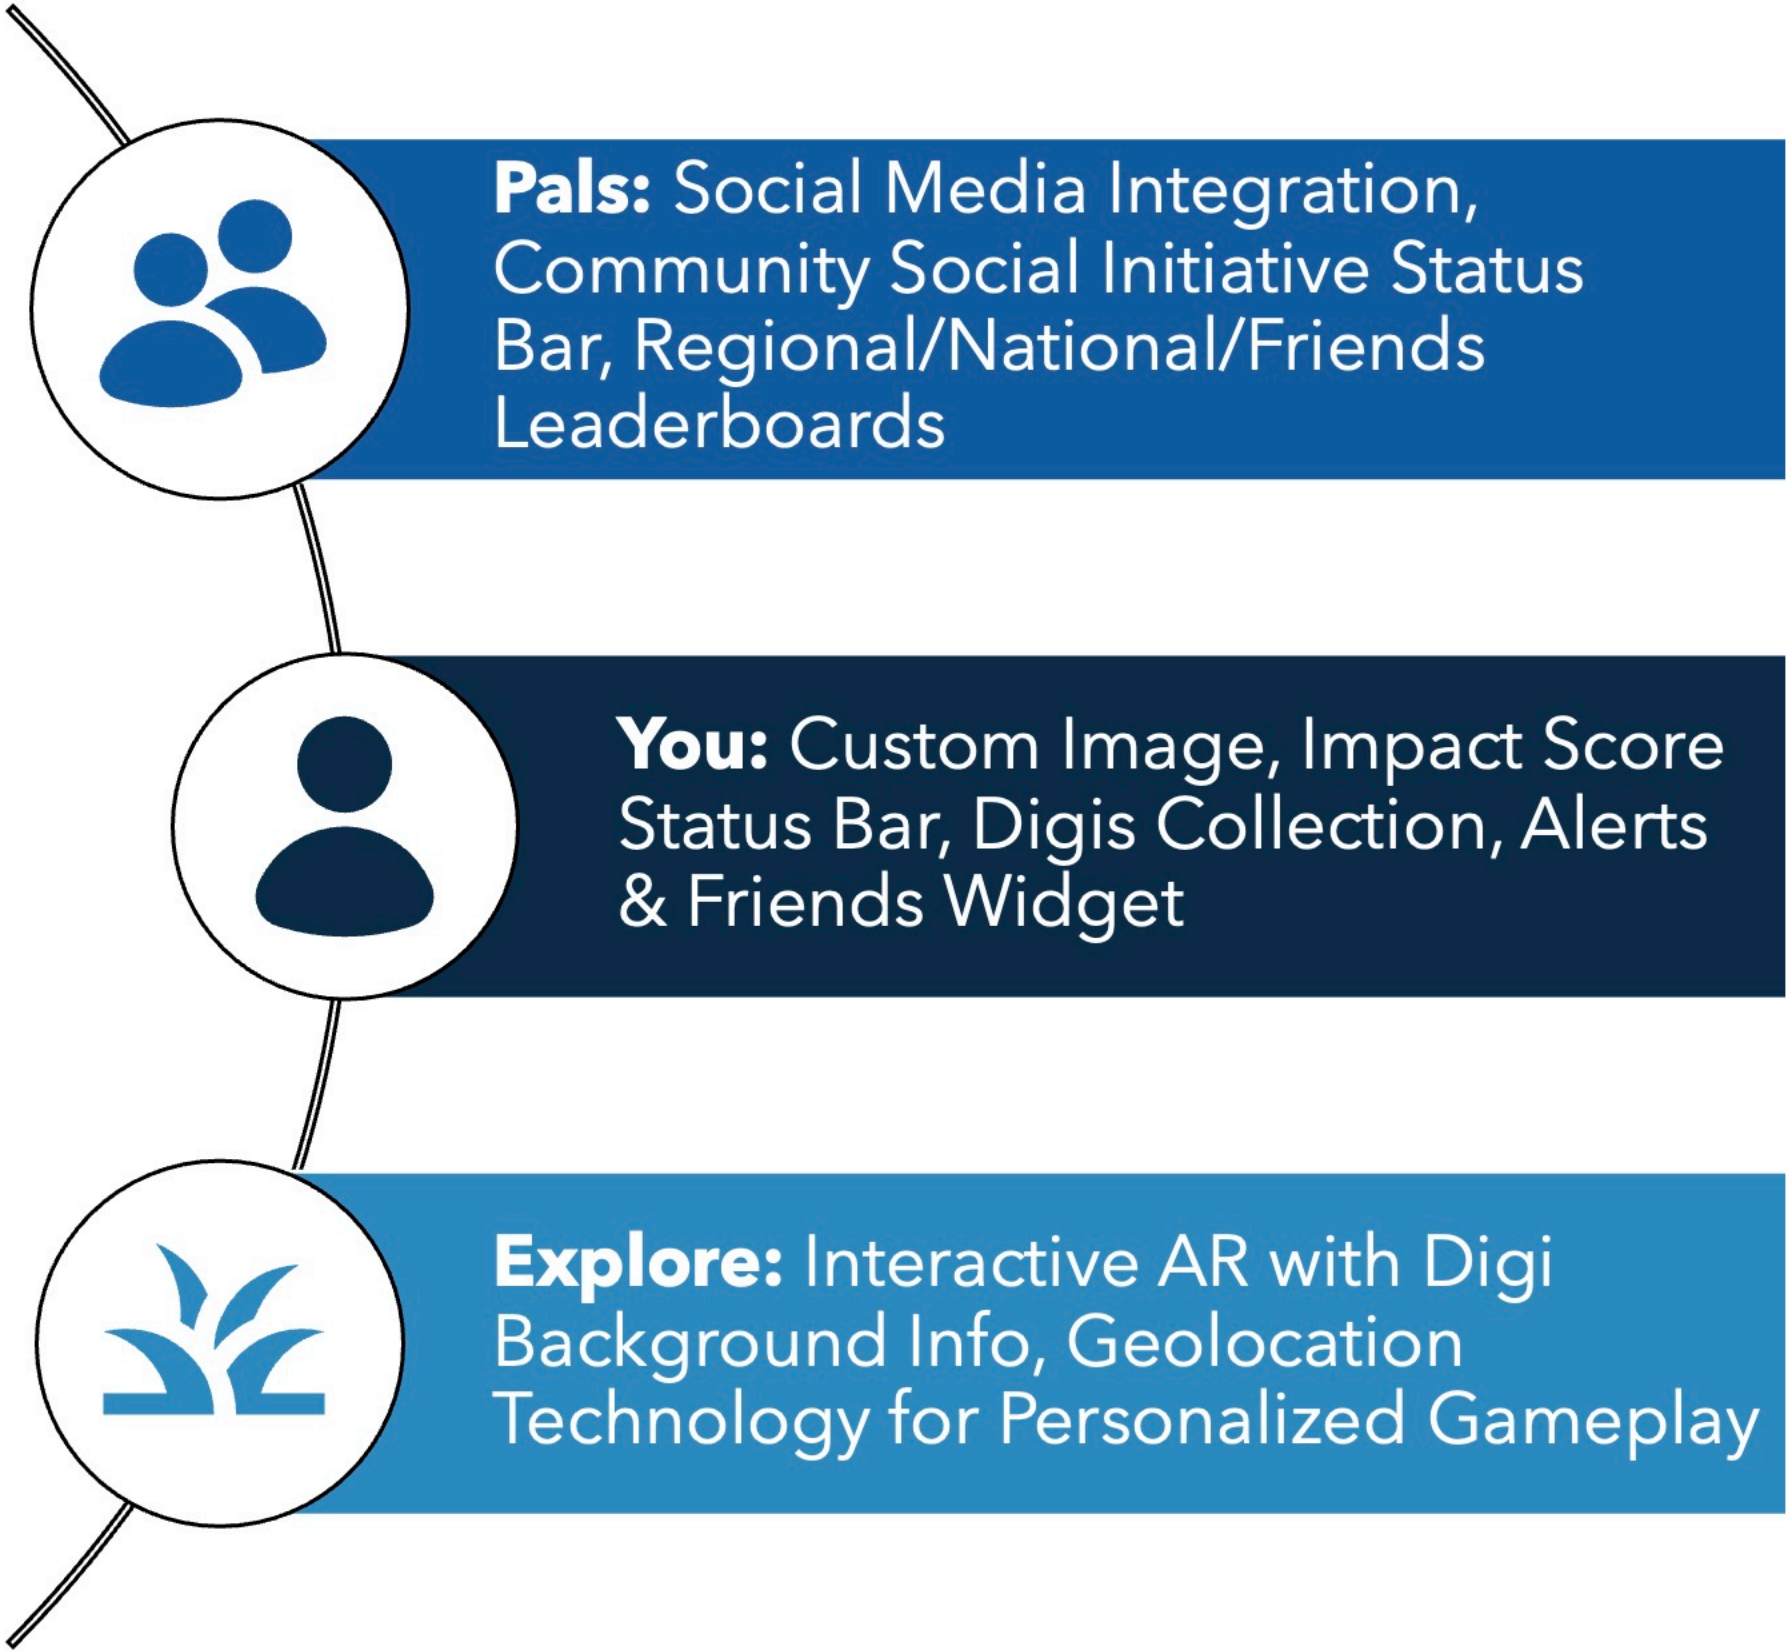 Pals: Social Media Integration,
Community Social Initiative Status
Bar, Regional/National/Friends
Leaderboards
You: Custom Image, Impact Score
Status Bar, Digis Collection, Alerts
& Friends Widget
Explore: Interactive AR with Digi
Background Info, Geolocation
Technology for Personalized Gameplay